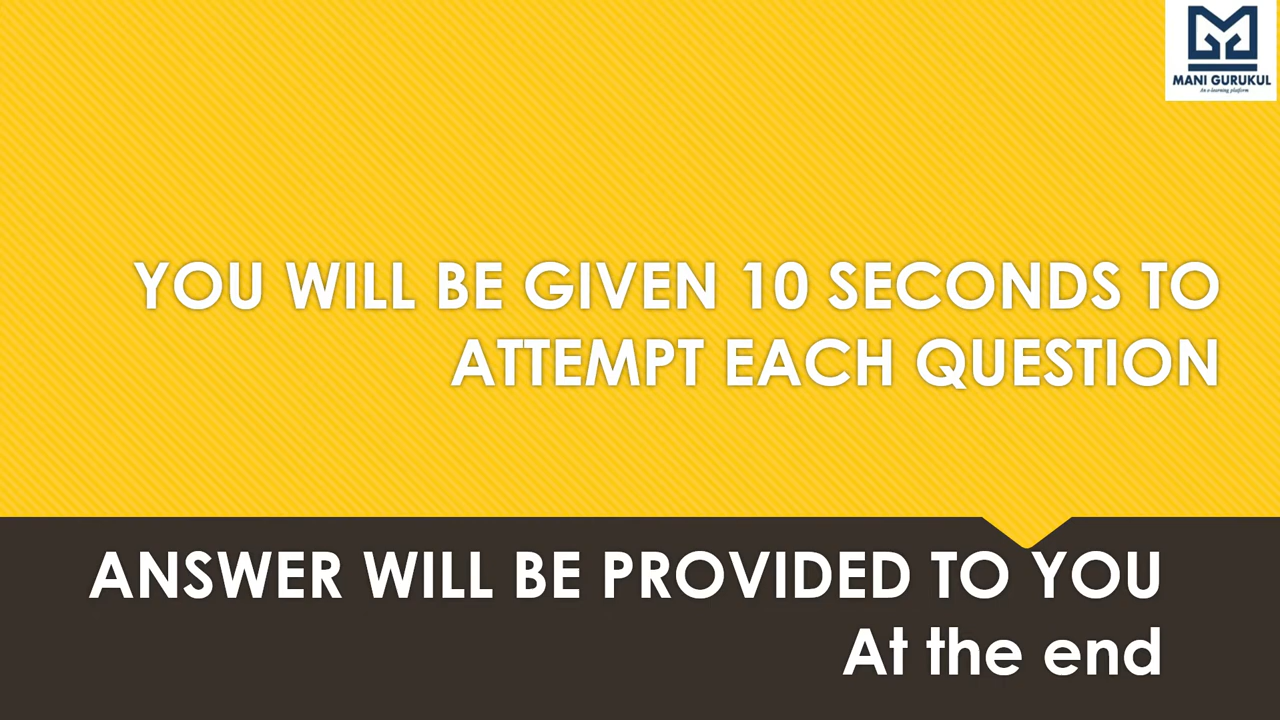 MANI GURUKUL
An e-learning platform
YOU WILL BE GIVEN 10 SECONDS TO
ATTEMPT EACH QUESTION
ANSWER WILL BE PROVIDED TO YOU
At the end